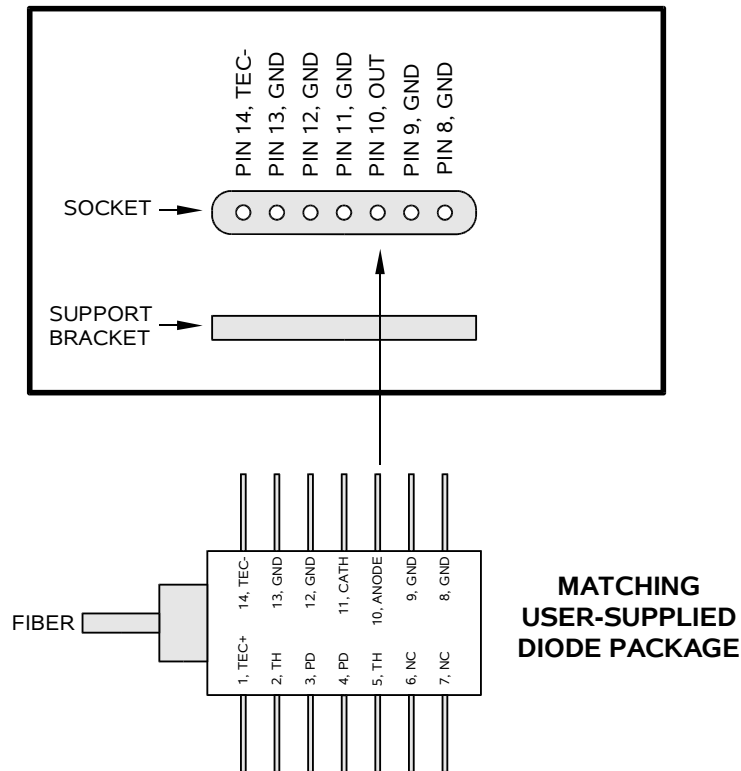 PIN 14, TEC-
PIN 13, GND
PIN 12, GND
PIN 11, GND
PIN 10, OUT
PIN 9, GND
PIN 8, GND
SOCKET
SUPPORT
BRACKET
14, TEC-
13, GND
12, GND
11, CATH
10, ANODE
9, GND
8, GND
FIBER
1, TEC+
2, TH
3, PD
4, PD
5, TH
6, NC
7, NC
MATCHING
USER-SUPPLIED
DIODE PACKAGE